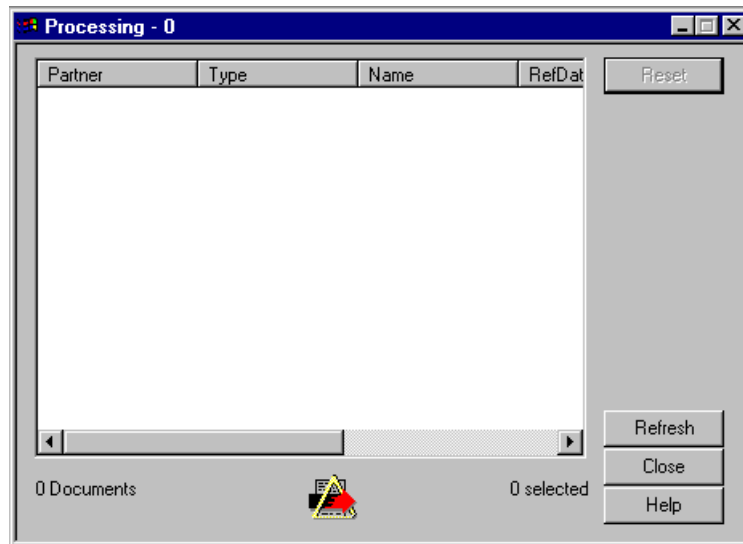 Processing - 0
Partner Type Name RefDat
Reset
Refresh
Close
Help
0 Documents
0 selected